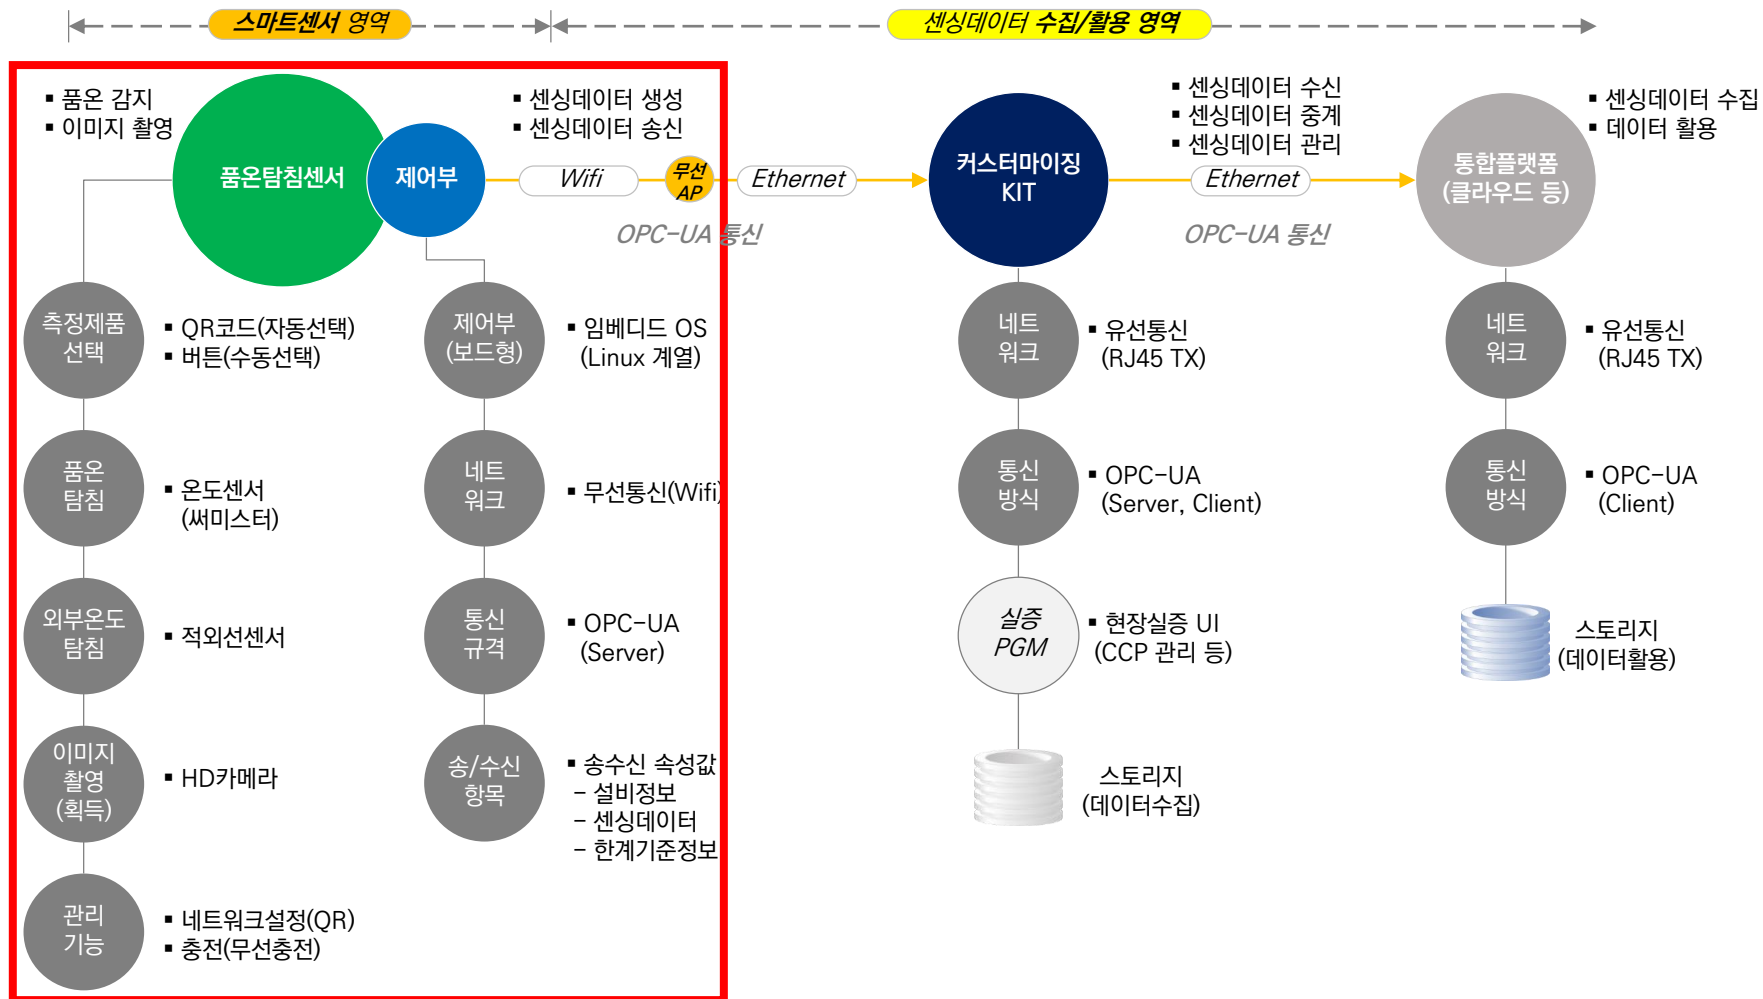 스마트센서 영역
센싱데이터 수집/활용 영역
▪ 품온 감지
▪ 이미지 촬영
품온탐침센서
제어부
▪ 센싱데이터 생성
▪ 센싱데이터 송신
Wifi
무선
AP
Ethernet
OPC-UA 통신
커스터마이징
KIT
▪ 센싱데이터 수신
▪ 센싱데이터 중계
▪ 센싱데이터 관리
Ethernet
OPC-UA 통신
통합플랫폼
(클라우드 등)
▪ 센싱데이터 수집
▪ 데이터 활용
측정제품
선택
▪ QR코드(자동선택)
▪ 버튼(수동선택)
품온
탐침
▪ 온도센서
(써미스터)
외부온도
탐침
▪ 적외선센서
이미지
촬영
(획득)
▪ HD카메라
관리
기능
▪ 네트워크설정(QR)
▪ 충전(무선충전)
제어부
(보드형)
▪ 임베디드 OS
(Linux 계열)
네트
워크
▪ 무선통신(Wifi)
통신
규격
▪ OPC-UA
(Server)
송/수신
항목
▪ 송수신 속성값
- 설비정보
- 센싱데이터
- 한계기준정보
네트
워크
▪ 유선통신
(RJ45 TX)
통신
방식
▪ OPC-UA
(Server, Client)
실증
PGM
▪ 현장실증 UI
(CCP 관리 등)
스토리지
(데이터수집)
네트
워크
▪ 유선통신
(RJ45 TX)
통신
방식
▪ OPC-UA
(Client)
스토리지
(데이터활용)